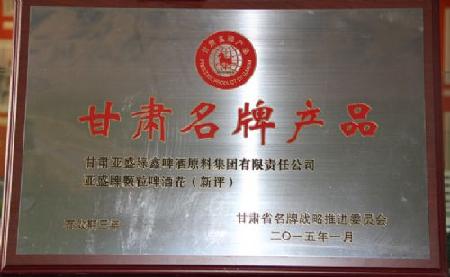 甘肃名牌产品
甘肃亚盛绿鑫啤酒原料集团有限责任公司
亚盛牌颗粒啤酒花（新评）
有效期三年
甘肃省名牌战略推进委员会
二〇一五年一月